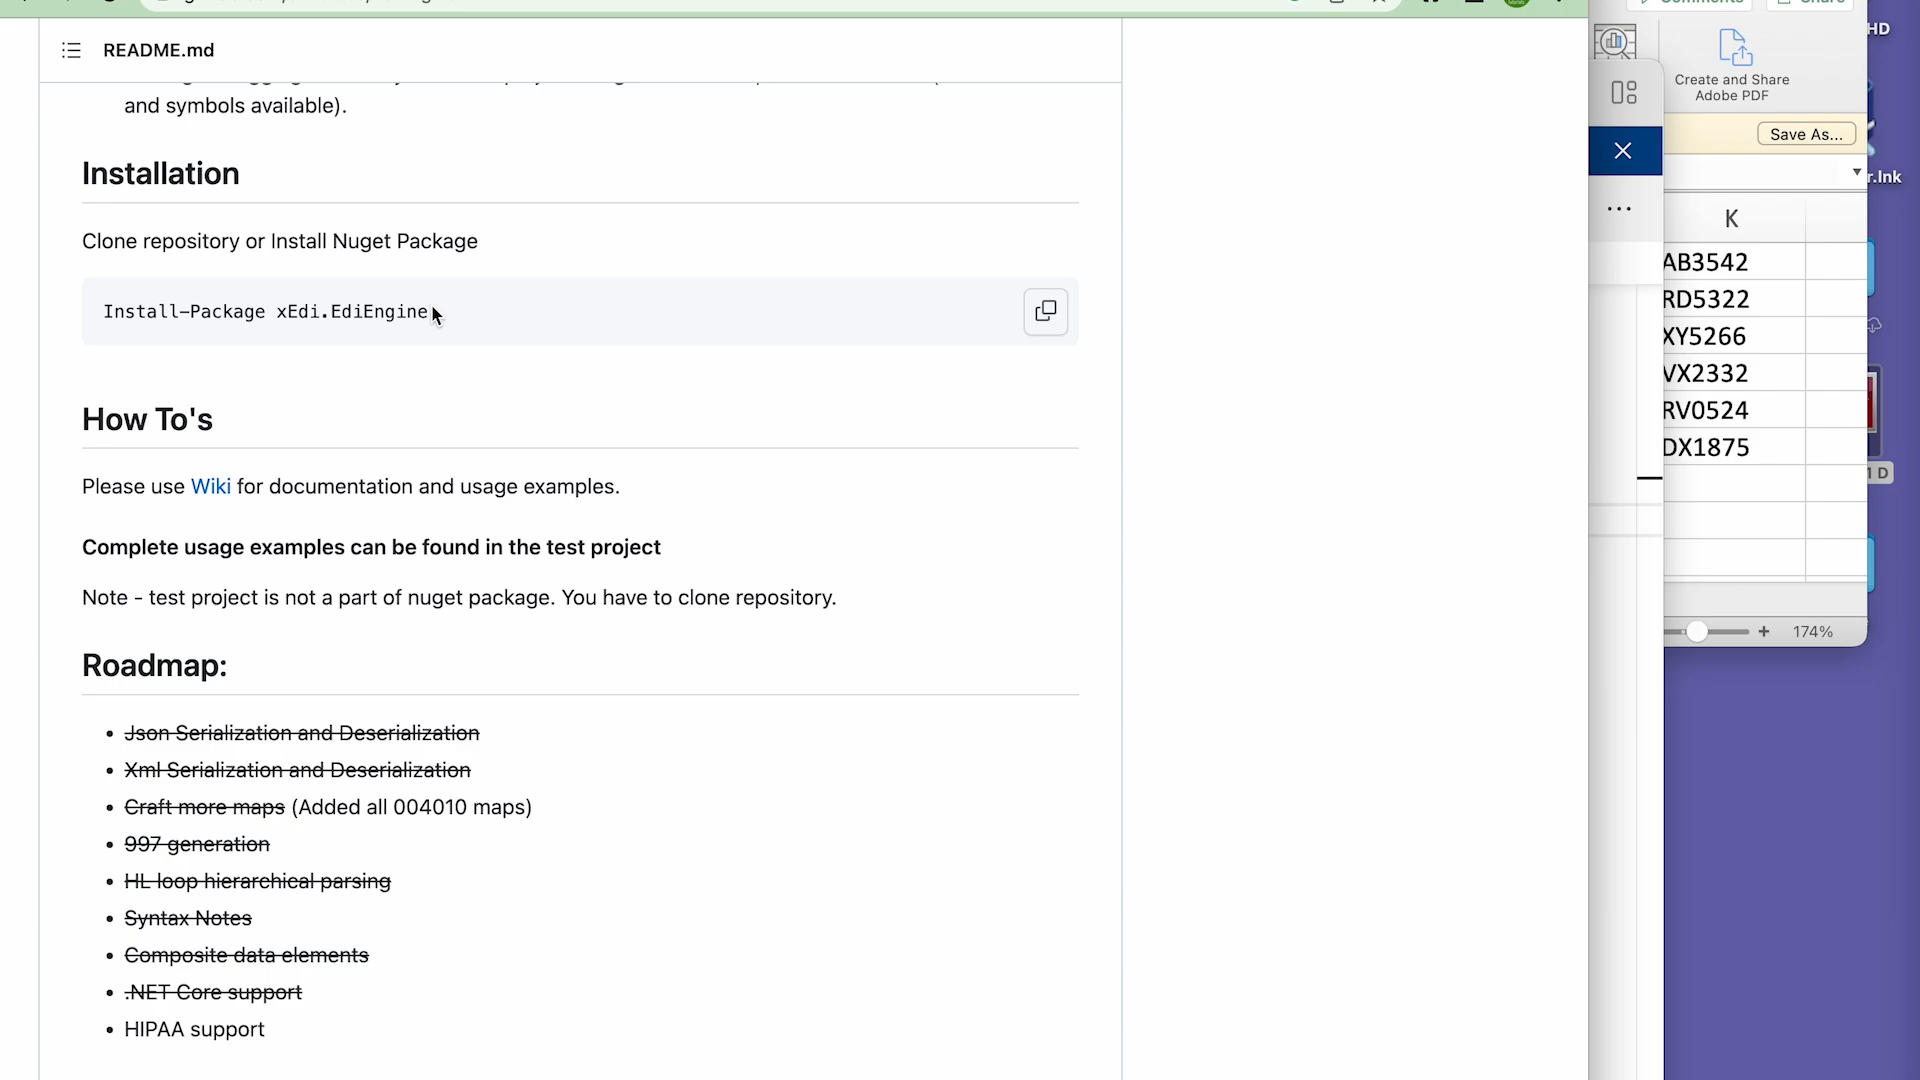 README.md
and symbols available).
Installation
Clone repository or Install Nuget Package
Install-Package xEdi.EdiEngine
How To's
Please use Wiki for documentation and usage examples.
Complete usage examples can be found in the test project
Note - test project is not a part of nuget package. You have to clone repository.
Roadmap:
Json Serialization and Deserialization
Xml Serialization and Deserialization
Craft more maps (Added all 004010 maps)
997 generation
HL loop hierarchical parsing
Syntax Notes
Composite data elements
.NET Core support
HIPAA support
Comments
Share
Create and Share
Adobe PDF
Save As...
K
AB3542
RD5322
XY5266
VX2332
RV0524
DX1875
174%
HD
r.lnk
1 D